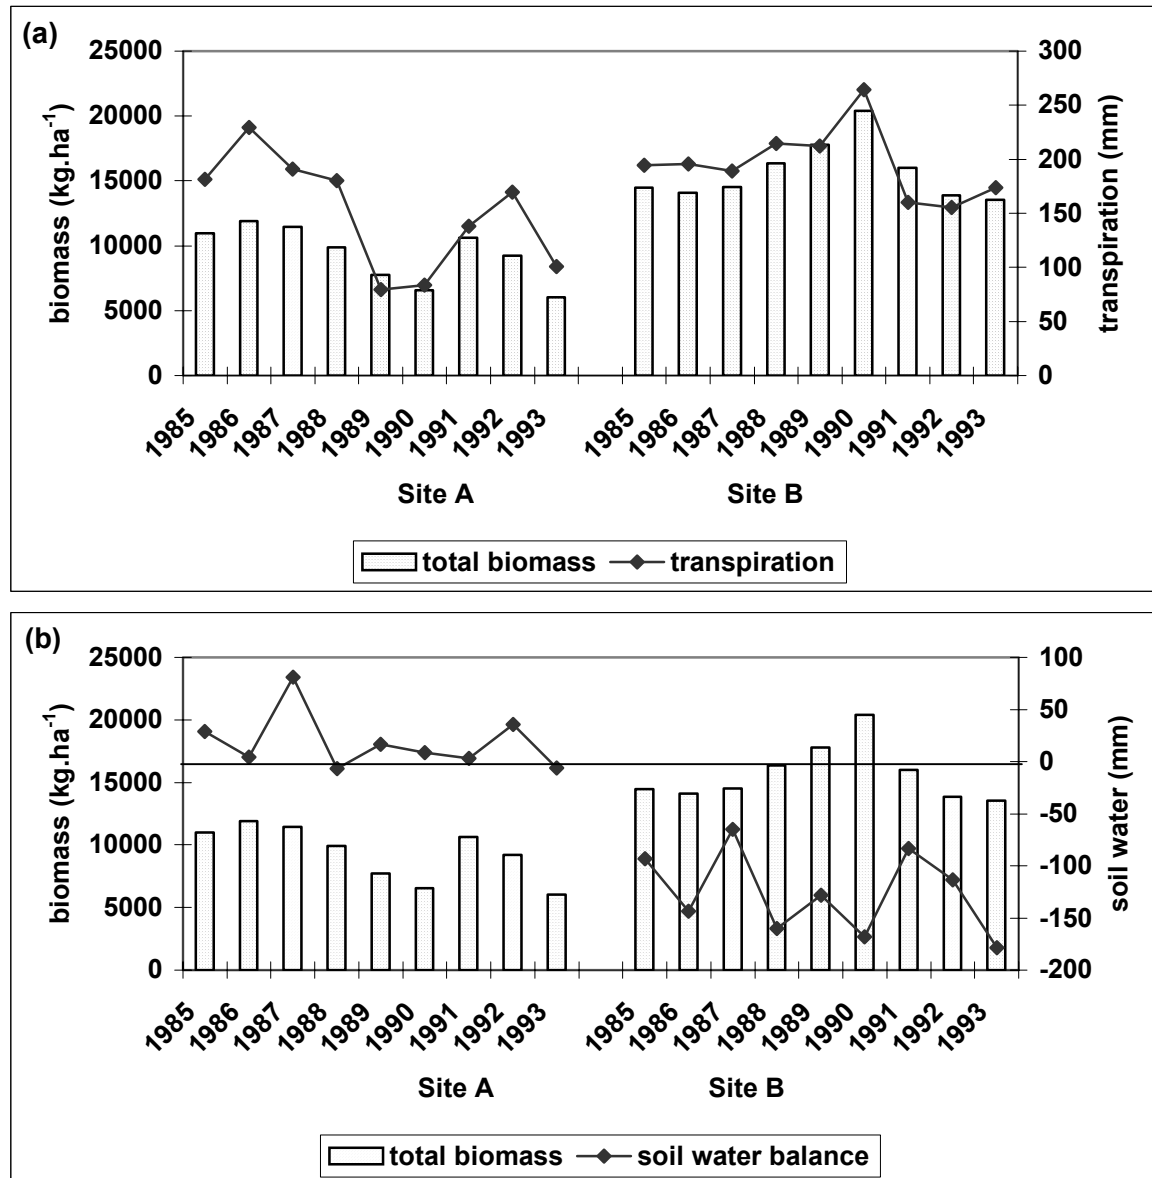 (a)
25000
20000
15000
10000
5000
0
biomass (kg.ha⁻¹)
300
250
200
150
100
50
0
transpiration (mm)
1985 1986 1987 1988 1989 1990 1991 1992 1993 1985 1986 1987 1988 1989 1990 1991 1992 1993
Site A Site B
total biomass transpiration
(b)
25000
20000
15000
10000
5000
0
biomass (kg.ha⁻¹)
100
50
0
-50
-100
-150
-200
soil water (mm)
1985 1986 1987 1988 1989 1990 1991 1992 1993 1985 1986 1987 1988 1989 1990 1991 1992 1993
Site A Site B
total biomass soil water balance